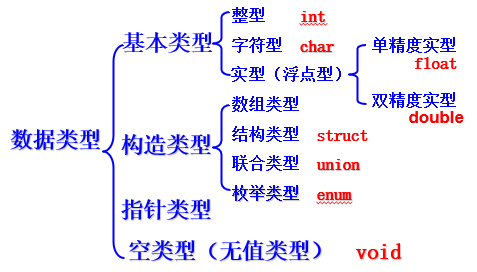 数据类型
基本类型
整型 int
字符型 char
实型（浮点型）
单精度实型
float
双精度实型
double
构造类型
数组类型
结构类型 struct
联合类型 union
枚举类型 enum
指针类型
空类型（无值类型） void